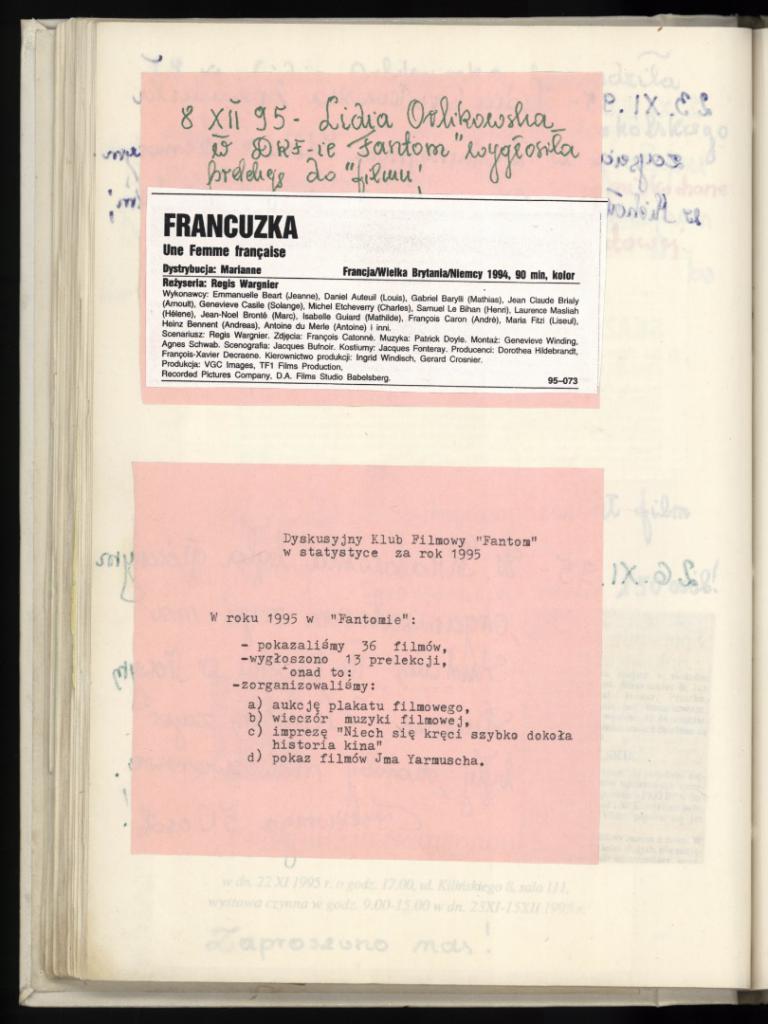 8 XII 95 - Lidia Orlikowska
w DKF-ie Fantom" wygłosiła
prelekcję do "filmu!
FRANCUZKA
Une Femme française
Dystrybucja: Marianne Francja/Wielka Brytania/Niemcy 1994, 90 min, kolor
Reżyseria: Regis Wargnier
Wykonawcy: Emmanuelle Beart (Jeanne), Daniel Auteuil (Louis), Gabriel Barylli (Mathias), Jean Claude Brialy
(Arnoult), Genevieve Casile (Solange), Michel Etcheverry (Charles), Samuel Le Bihan (Henri), Laurence Masliah
(Hélène), Jean-Noel Bronté (Marc), Isabelle Guiard (Mathilde), François Caron (André), Maria Fitzi (Liseul),
Heinz Bennent (Andreas), Antoine du Merle (Antoine) i inni.
Scenariusz: Regis Wargnier. Zdjęcia: François Catonné. Muzyka: Patrick Doyle. Montaż: Genevieve Winding,
Agnes Schwab. Scenografia: Jacques Bufnoir. Kostiumy: Jacques Fonteray. Producenci: Dorothea Hildebrandt,
François-Xavier Decraene. Kierownictwo produkcji: Ingrid Windisch, Gerard Crosnier.
Produkcja: VGC Images, TF1 Films Production,
Recorded Pictures Company, D.A. Films Studio Babelsberg. 95–073
Dyskusyjny Klub Filmowy "Fantom"
w statystyce za rok 1995
W roku 1995 w "Fantomie":
- pokazaliśmy 36 filmów,
-wygłoszono 13 prelekcji,
onad to:
-zorganizowaliśmy:
a) aukcję plakatu filmowego,
b) wieczór muzyki filmowej,
c) imprezę "Niech się kręci szybko dokoła
historia kina"
d) pokaz filmów Jma Yarmuscha.
w dn. 22 XI 1995 r. o godz. 17.00, ul. Kilińskiego 8, sala 111,
wystawa czynna w godz. 9.00-15.00 w dn. 23XI-15XII 1995 r.
Zaproszono nas!